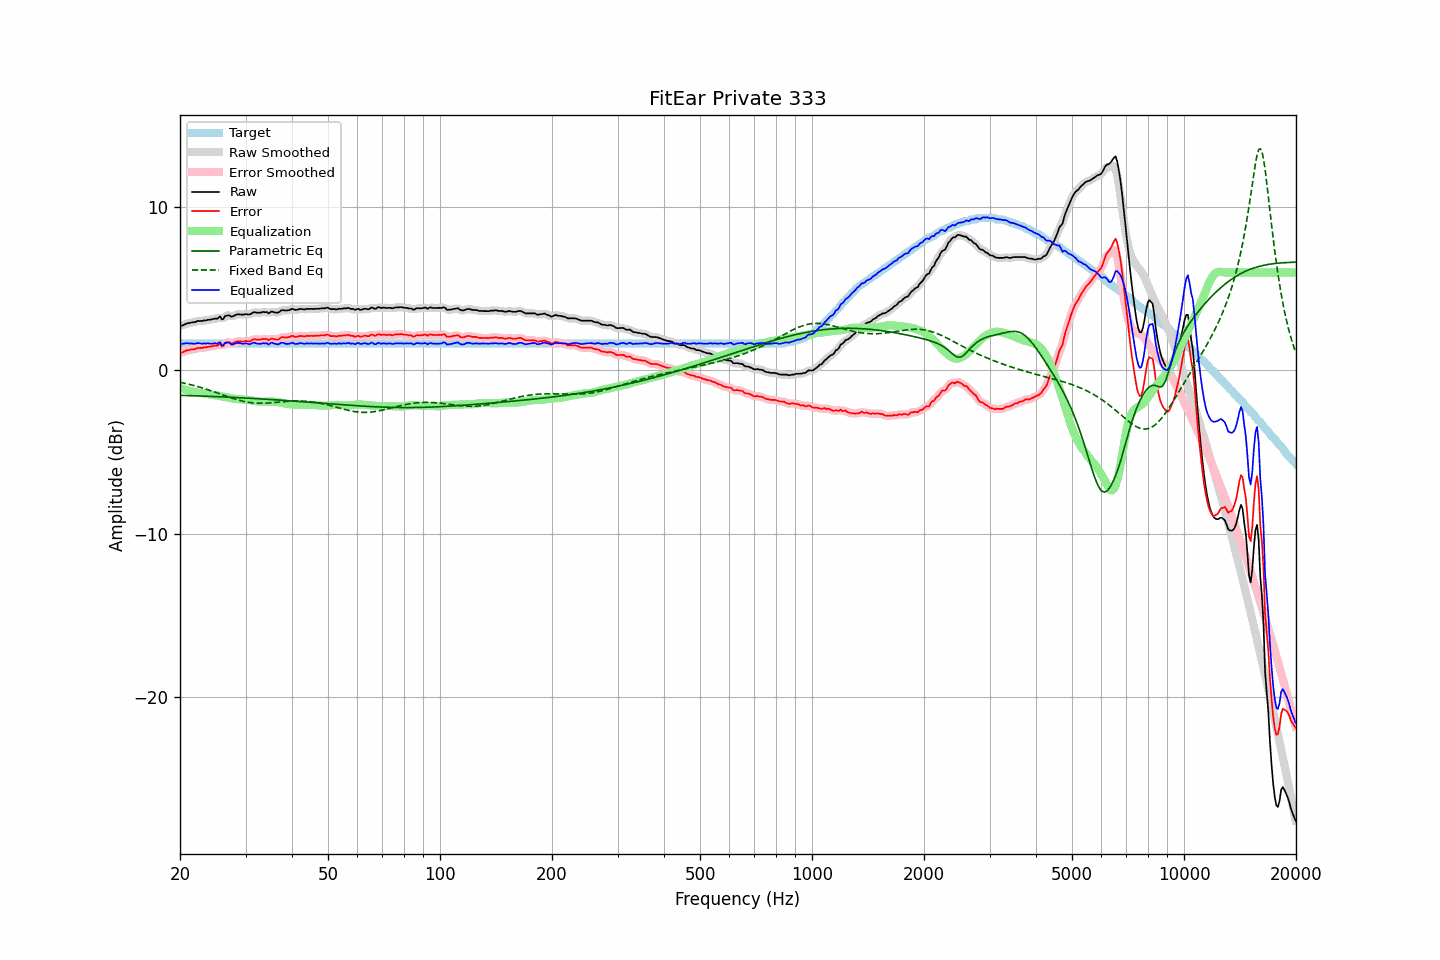 FitEar Private 333
Target
Raw Smoothed
Error Smoothed
Raw
Error
Equalization
Parametric Eq
Fixed Band Eq
Equalized
10
0
−10
−20
Amplitude (dBr)
20 50 100 200 500 1000 2000 5000 10000 20000
Frequency (Hz)